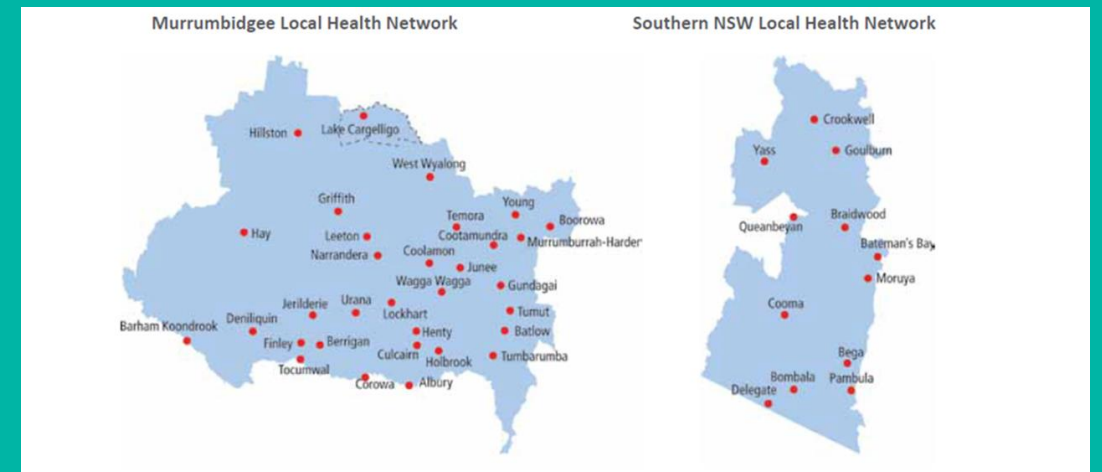 Murrumbidgee Local Health Network
Southern NSW Local Health Network
Hillston
Lake Cargelligo
West Wyalong
Griffith
Young
Temora
Boorowa
Hay
Leeton
Cootamundra
Murrumburrah-Harden
Narrandera
Coolamon
Junee
Wagga Wagga
Gundagai
Jerilderie
Urana
Lockhart
Tumut
Barham Koondrook
Deniliquin
Henty
Batlow
Finley
Berrigan
Culcairn
Holbrook
Tumbarumba
Tocumwal
Corowa
Albury
Crookwell
Yass
Goulburn
Queanbeyan
Braidwood
Bateman's Bay
Moruya
Cooma
Bega
Bombala
Pambula
Delegate